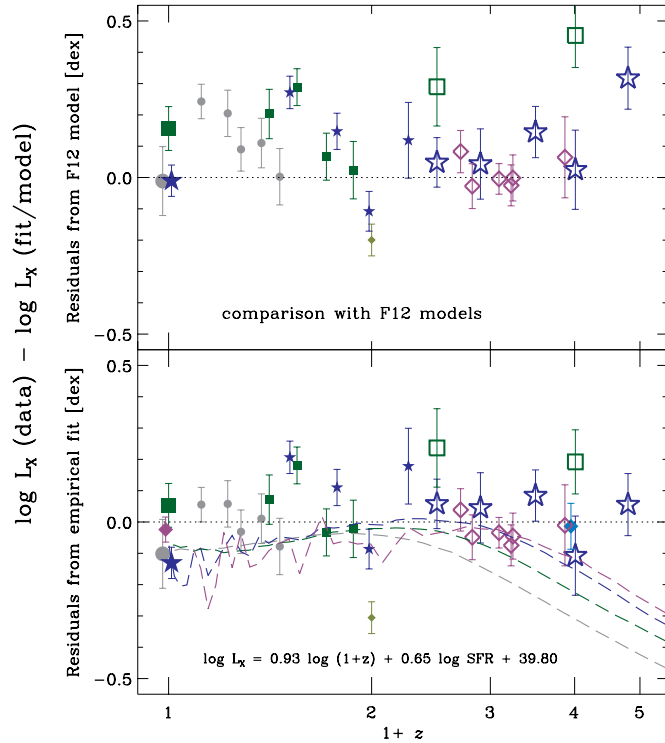 log L_X (data) − log L_X (fit/model)
Residuals from F12 model [dex]
0.5
0.0
−0.5
comparison with F12 models
Residuals from empirical fit [dex]
0.5
0.0
−0.5
log L_X = 0.93 log (1+z) + 0.65 log SFR + 39.80
1 2 3 4 5
1+ z